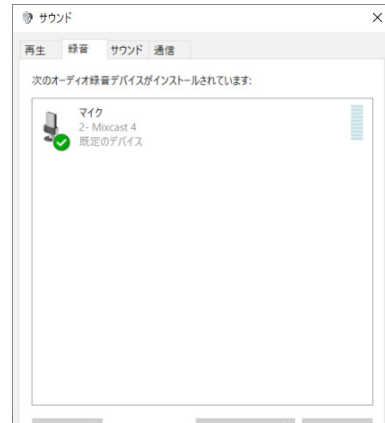 サウンド
再生 録音 サウンド 通信
次のオーディオ録音デバイスがインストールされています:
マイク
2- Mixcast 4
既定のデバイス